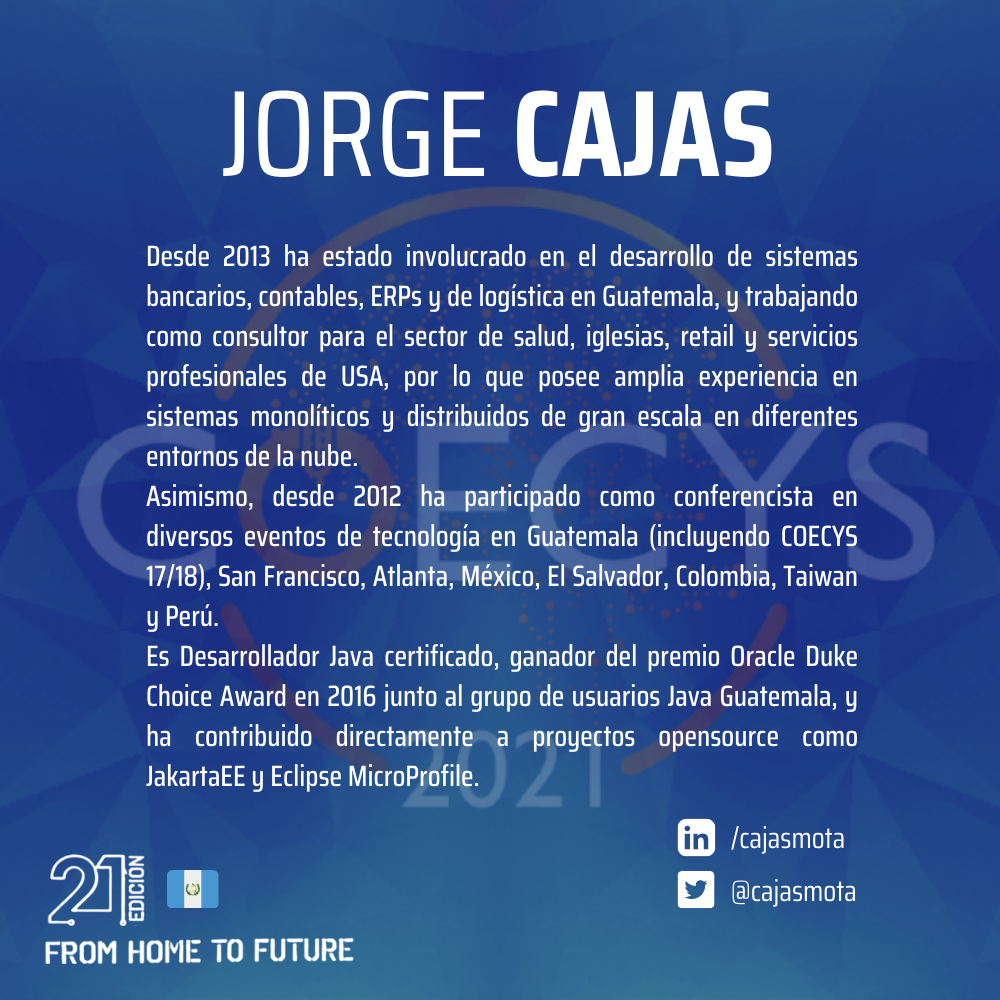 JORGE CAJAS
Desde 2013 ha estado involucrado en el desarrollo de sistemas
bancarios, contables, ERPs y de logística en Guatemala, y trabajando
como consultor para el sector de salud, iglesias, retail y servicios
profesionales de USA, por lo que posee amplia experiencia en
sistemas monolíticos y distribuidos de gran escala en diferentes
entornos de la nube.
Asimismo, desde 2012 ha participado como conferencista en
diversos eventos de tecnología en Guatemala (incluyendo COECYS
17/18), San Francisco, Atlanta, México, El Salvador, Colombia, Taiwan
y Perú.
Es Desarrollador Java certificado, ganador del premio Oracle Duke
Choice Award en 2016 junto al grupo de usuarios Java Guatemala, y
ha contribuido directamente a proyectos opensource como
JakartaEE y Eclipse MicroProfile.
COECYS
2021
in /cajasmota
@cajasmota
21 EDICIÓN
FROM HOME TO FUTURE